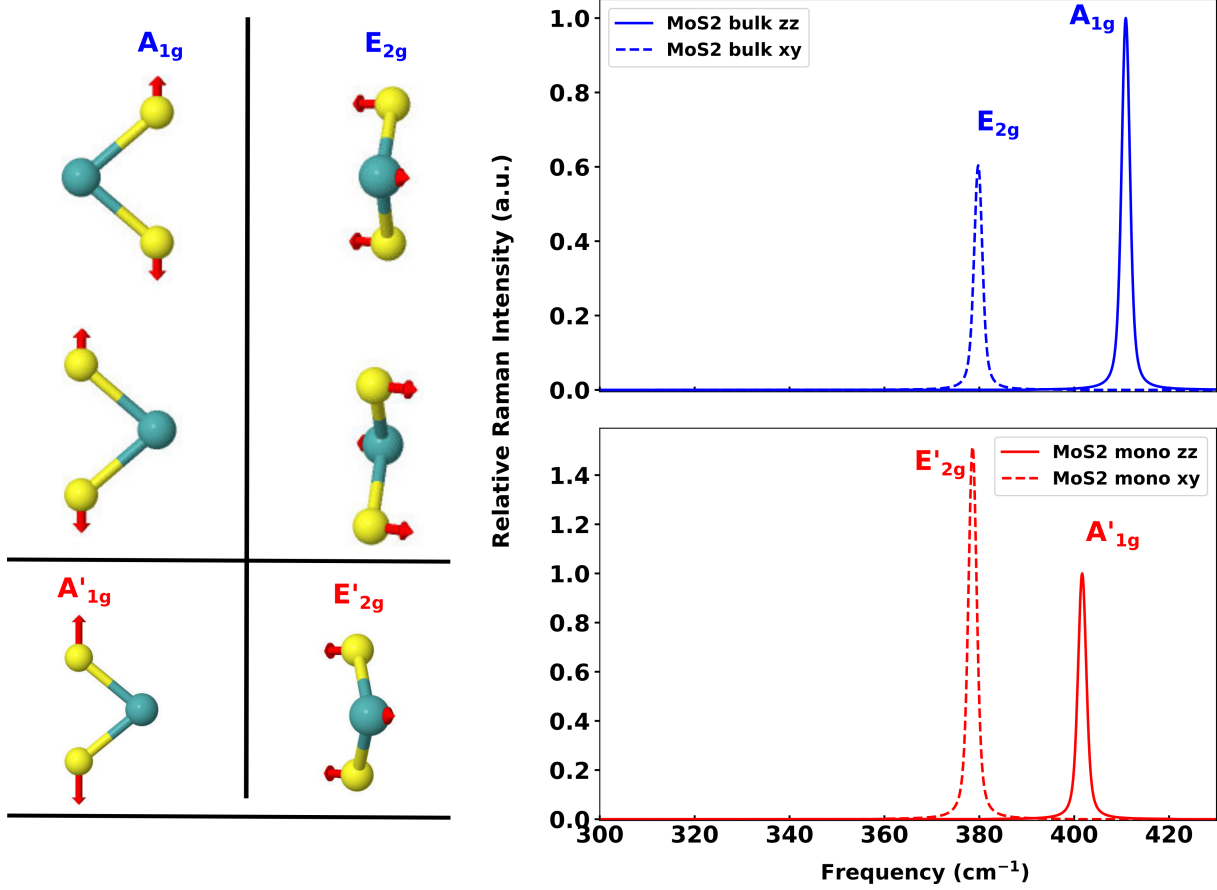 A1g
E2g
A'1g
E'2g
Relative Raman Intensity (a.u.)
MoS2 bulk zz
MoS2 bulk xy
A1g
E2g
1.0
0.8
0.6
0.4
0.2
0.0
MoS2 mono zz
MoS2 mono xy
E'2g
A'1g
1.4
1.2
1.0
0.8
0.6
0.4
0.2
0.0
300
320
340
360
380
400
420
Frequency (cm−1)